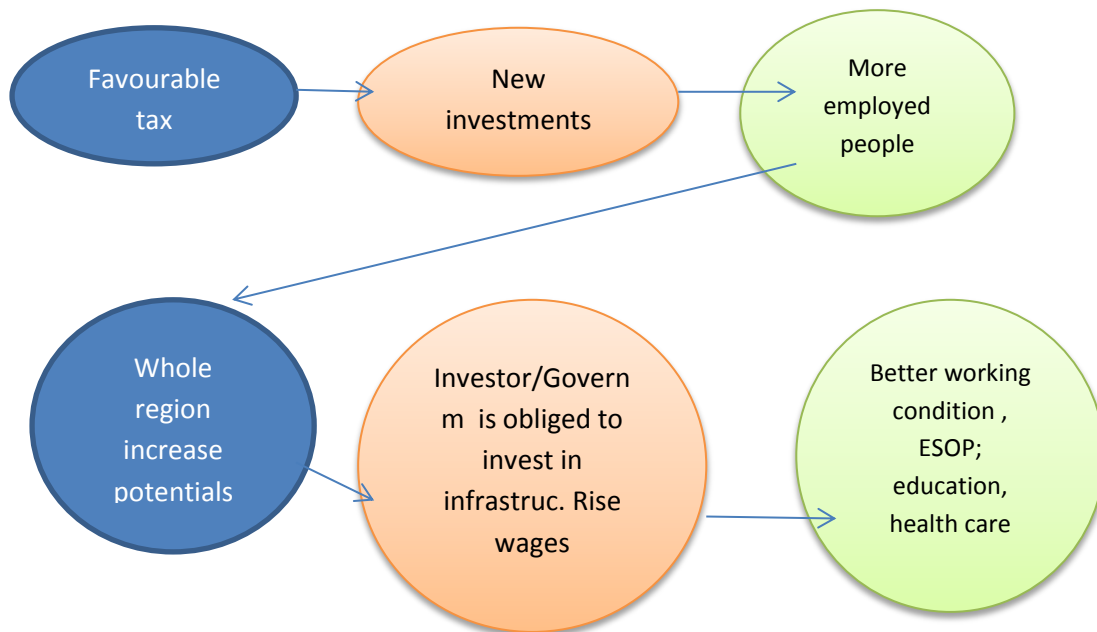 Favourable
tax
New
investments
More
employed
people
Whole
region
increase
potentials
Investor/Govern
m is obliged to
invest in
infrastruc. Rise
wages
Better working
condition ,
ESOP;
education,
health care